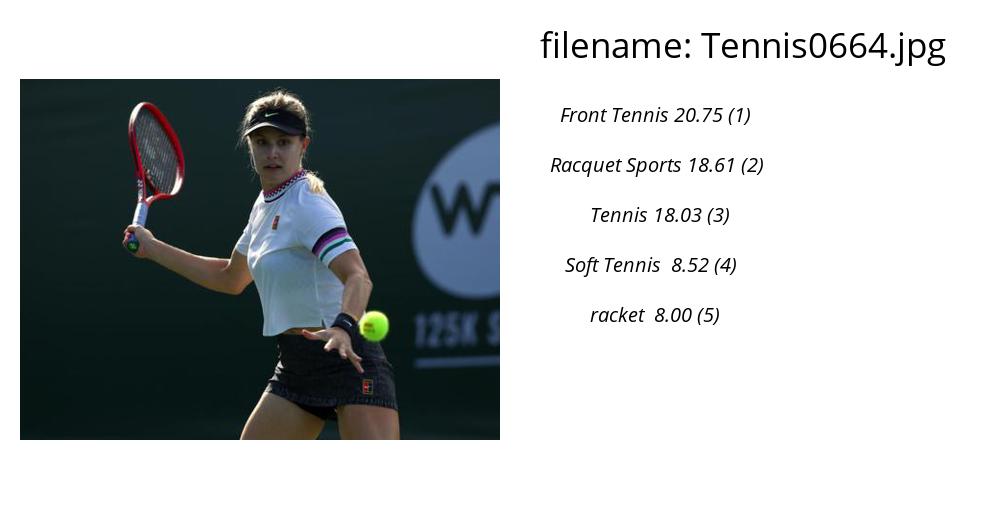 filename: Tennis0664.jpg
Front Tennis 20.75 (1)
Racquet Sports 18.61 (2)
Tennis 18.03 (3)
Soft Tennis 8.52 (4)
racket 8.00 (5)
125K S